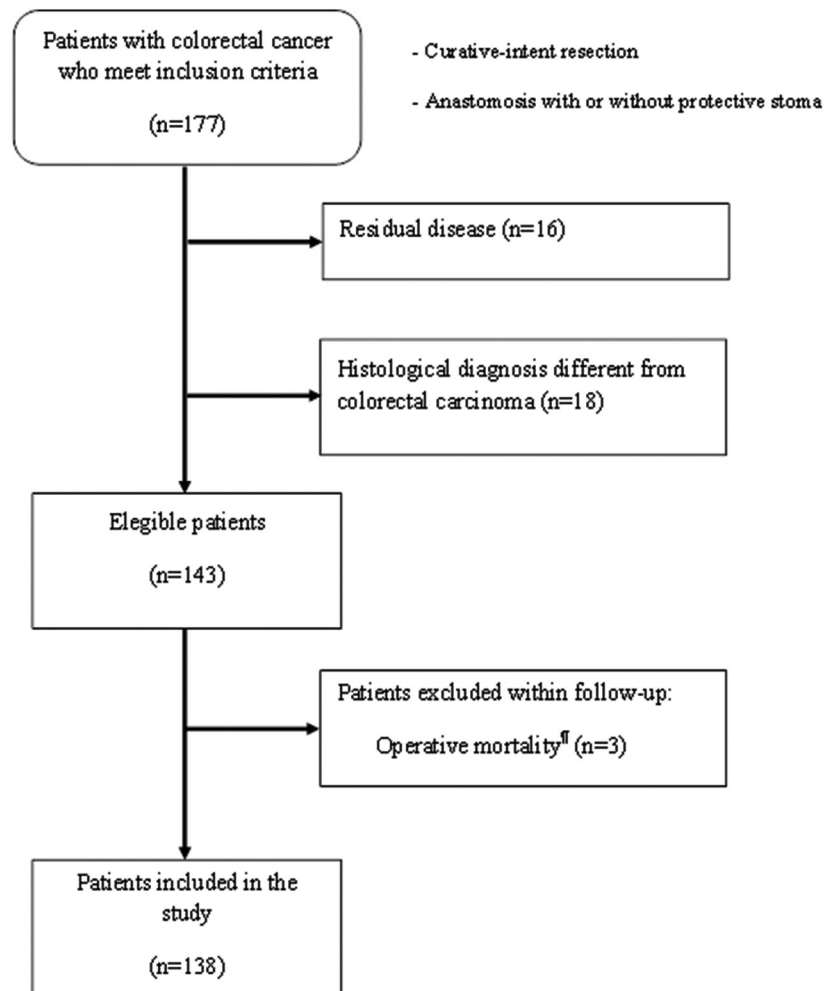 Patients with colorectal cancer
who meet inclusion criteria
(n=177)
- Curative-intent resection
- Anastomosis with or without protective stoma
Residual disease (n=16)
Histological diagnosis different from
colorectal carcinoma (n=18)
Elegible patients
(n=143)
Patients excluded within follow-up:
Operative mortality¶ (n=3)
Patients included in the
study
(n=138)